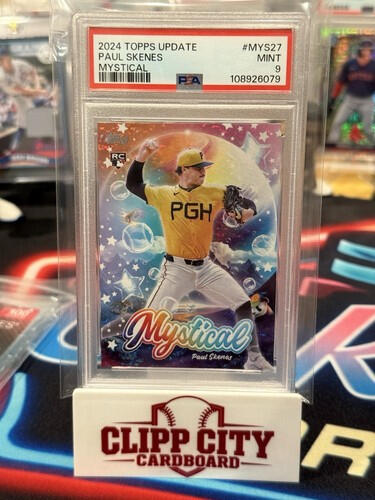 2024 TOPPS UPDATE #MYS27
PAUL SKENES MINT
MYSTICAL 9
PSA 108926079
RC
PGH
Mystical
Paul Skenes
CLIPP CITY
CARDBOARD